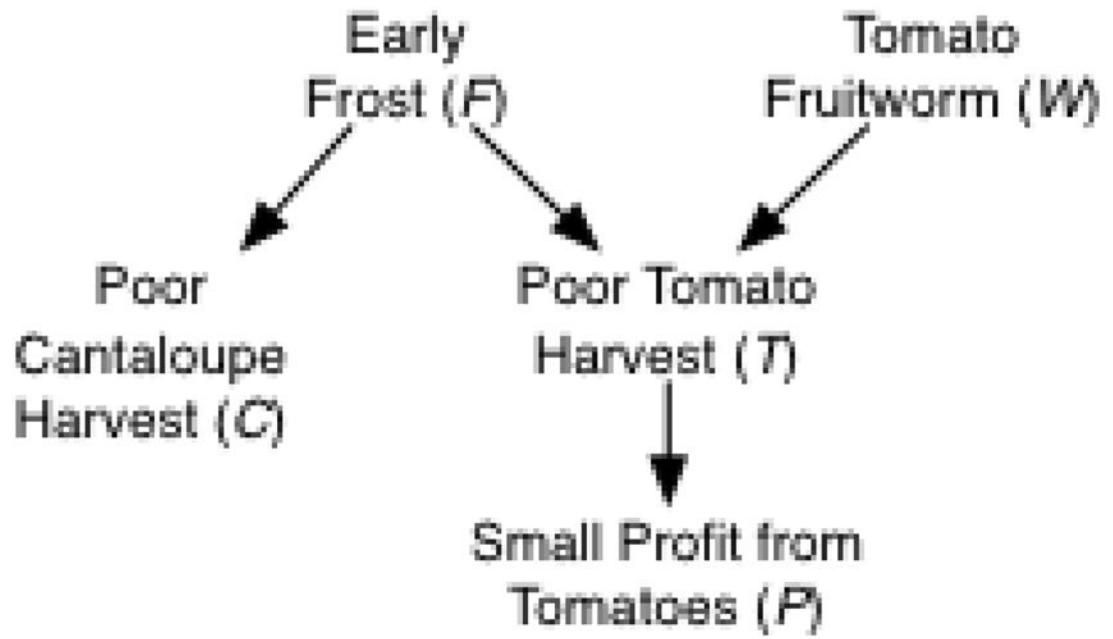 Early
Frost (F)
Tomato
Fruitworm (W)
Poor
Cantaloupe
Harvest (C)
Poor Tomato
Harvest (T)
Small Profit from
Tomatoes (P)